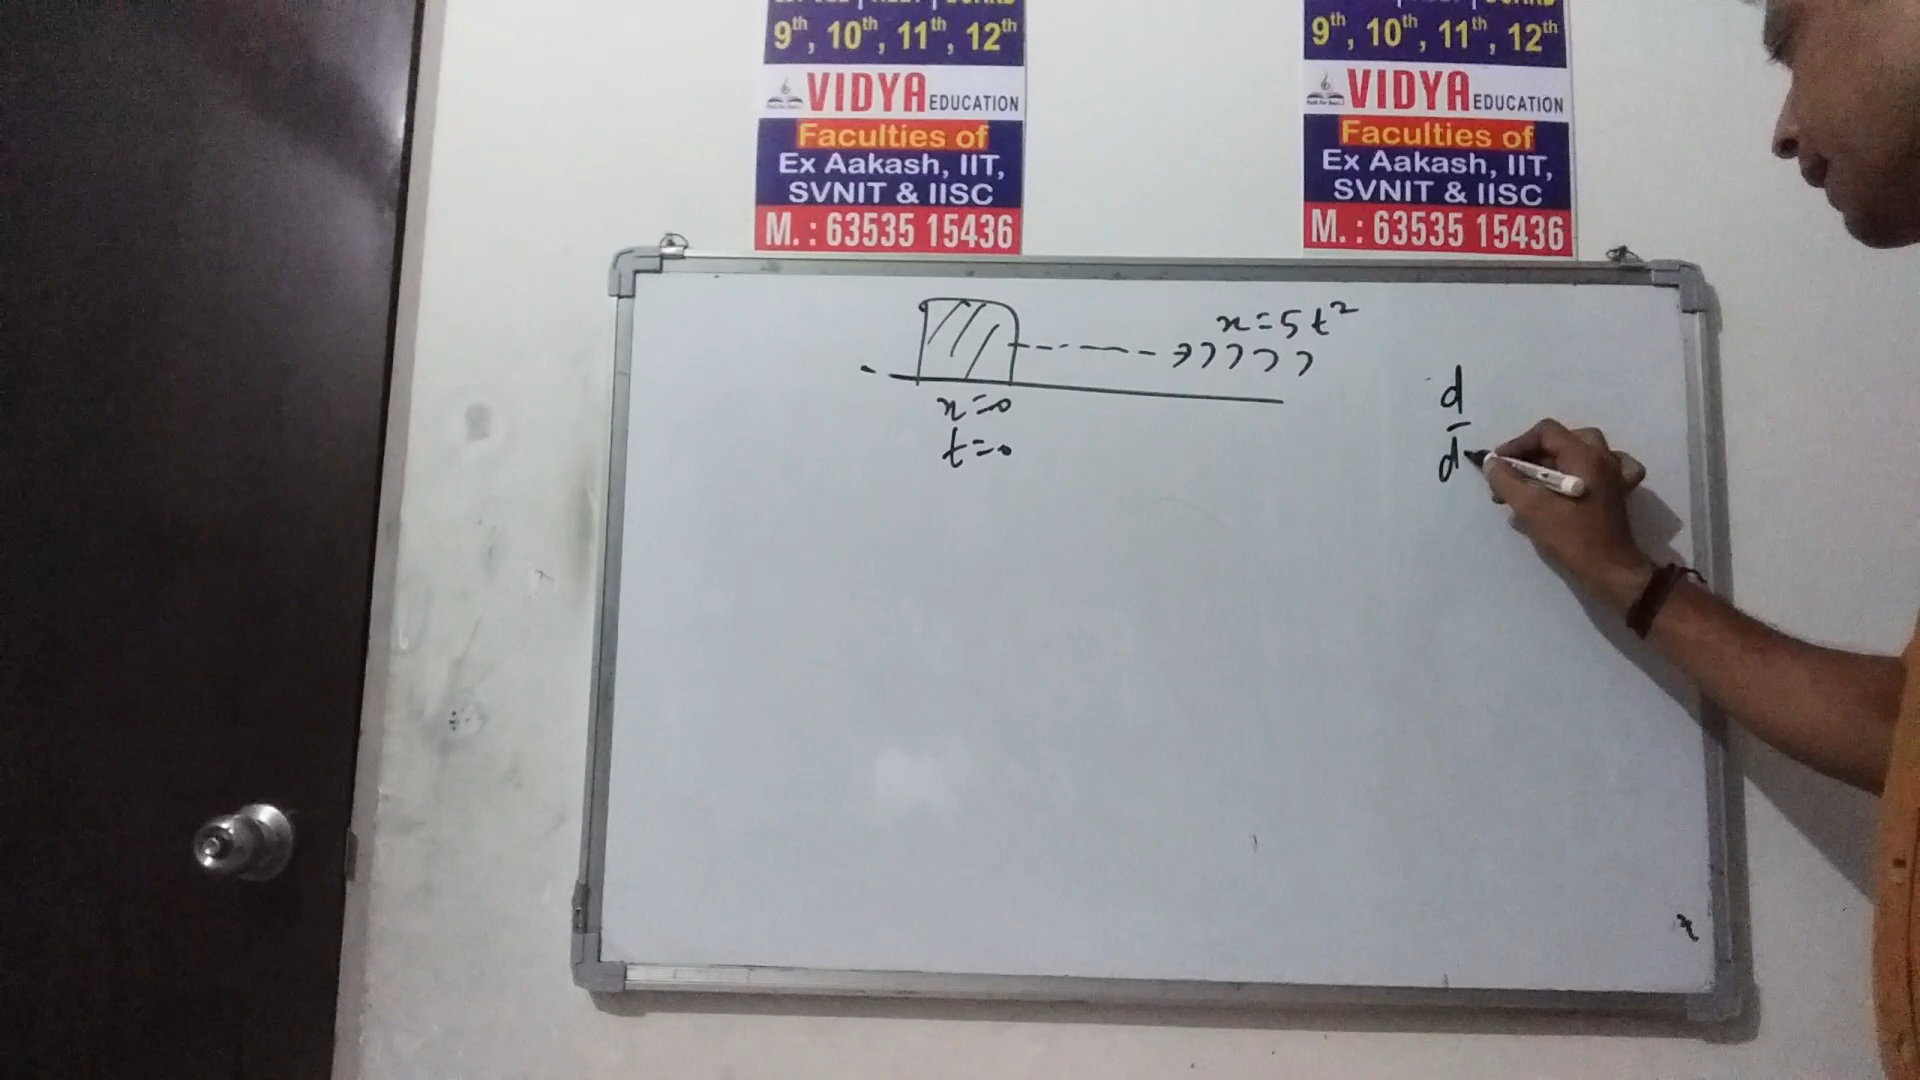 9th, 10th, 11th, 12th
VIDYA EDUCATION
Faculties of
Ex Aakash, IIT,
SVNIT & IISC
M. : 63535 15436
9th, 10th, 11th, 12th
VIDYA EDUCATION
Faculties of
Ex Aakash, IIT,
SVNIT & IISC
M. : 63535 15436
x=5t²
x=0
t=0
d
d